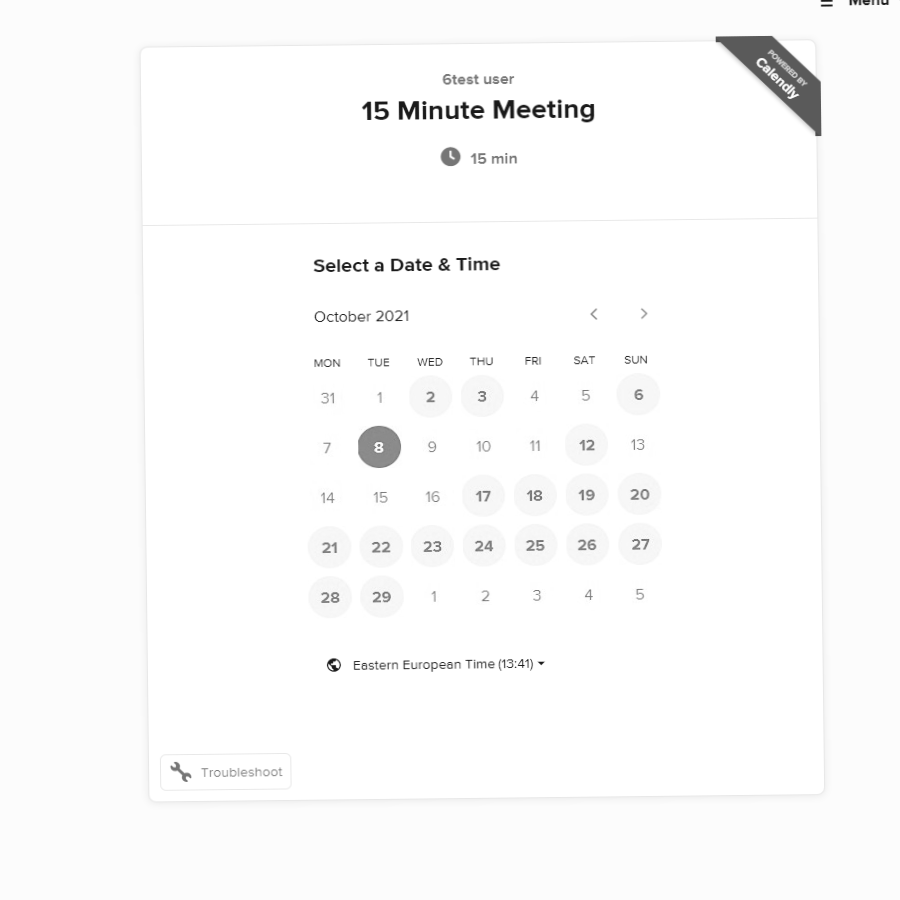 Menu
POWERED BY
Calendly
6test user
15 Minute Meeting
15 min
Select a Date & Time
October 2021
MON TUE WED THU FRI SAT SUN
31 1 2 3 4 5 6
7 8 9 10 11 12 13
14 15 16 17 18 19 20
21 22 23 24 25 26 27
28 29 1 2 3 4 5
Eastern European Time (13:41)
Troubleshoot